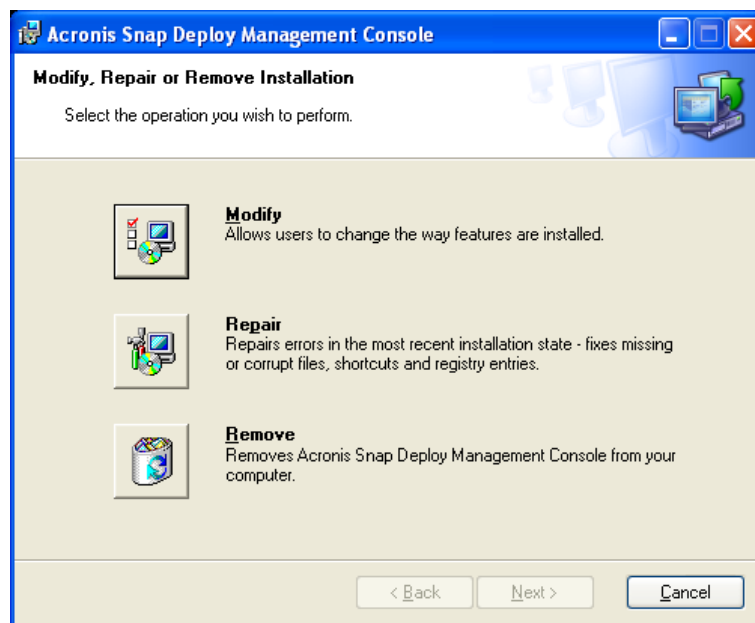 Acronis Snap Deploy Management Console
Modify, Repair or Remove Installation
Select the operation you wish to perform.
Modify
Allows users to change the way features are installed.
Repair
Repairs errors in the most recent installation state - fixes missing
or corrupt files, shortcuts and registry entries.
Remove
Removes Acronis Snap Deploy Management Console from your
computer.
< Back
Next >
Cancel